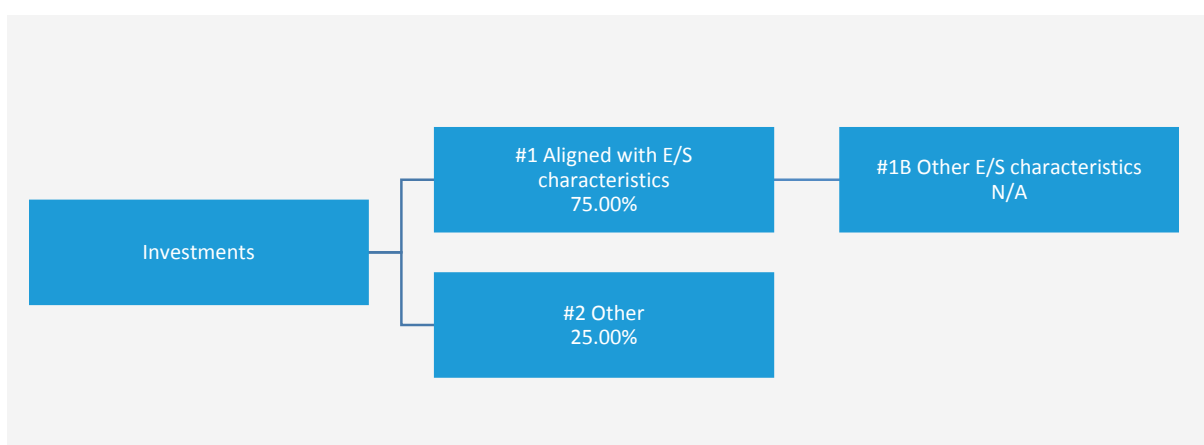 #1 Aligned with E/S
characteristics
75.00%
#1B Other E/S characteristics
N/A
Investments
#2 Other
25.00%